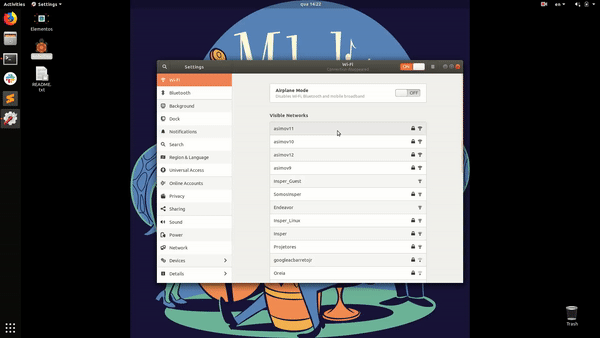 Activities
Settings
qua 14:22
en
Elementos
README.
txt
Trash
Settings
Wi-Fi
ON
Wi-Fi
Bluetooth
Background
Dock
Notifications
Search
Region & Language
Universal Access
Online Accounts
Privacy
Sharing
Sound
Power
Network
Devices
Details
Airplane Mode
Disables Wi-Fi, Bluetooth and mobile broadband
OFF
Visible Networks
asimov11
asimov10
asimov12
asimov9
Insper_Guest
SomosInsper
Endeavor
Insper_Linux
Insper
Projetores
googleacbarretojr
Oreia